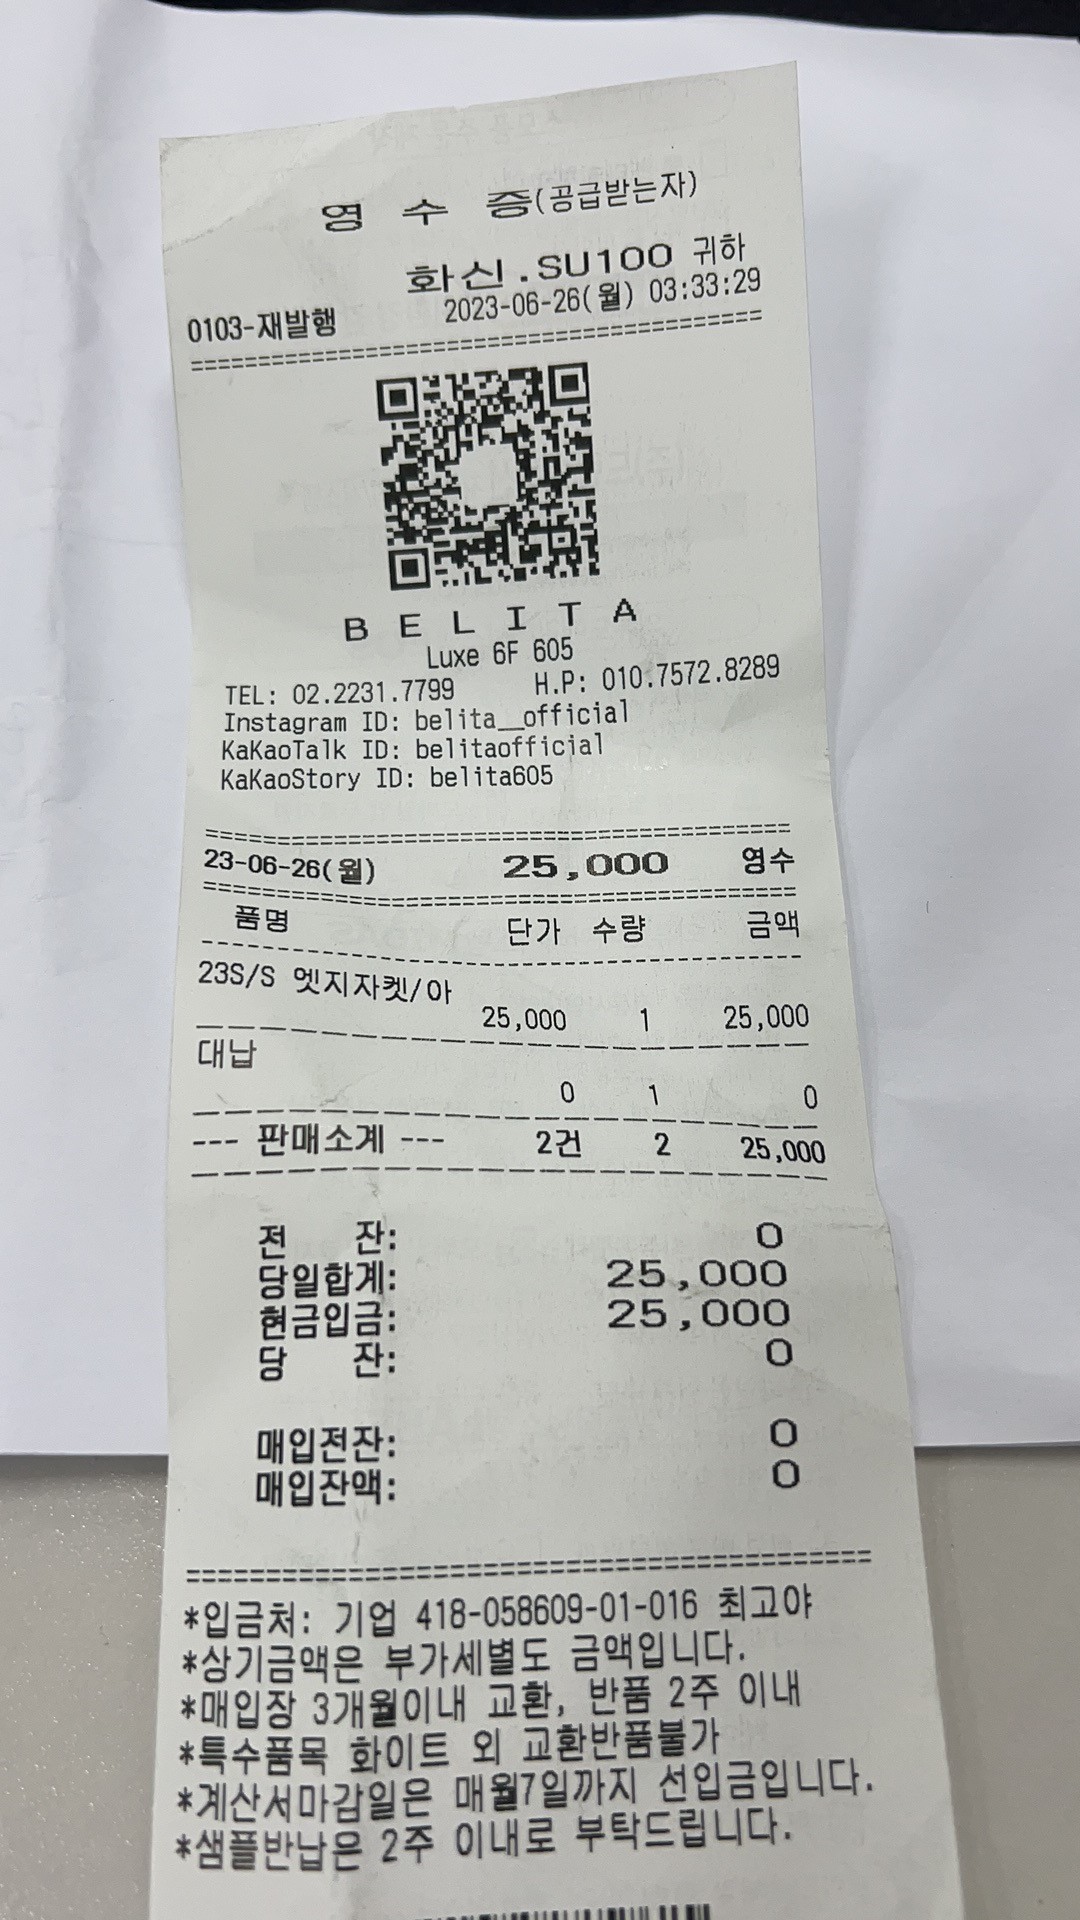 영 수 증(공급받는자)
화신.SU100 귀하
0103-재발행 2023-06-26(월) 03:33:29
==========================================
B E L I T A
Luxe 6F 605
TEL: 02.2231.7799 H.P: 010.7572.8289
Instagram ID: belita__official
KaKaoTalk ID: belitaofficial
KaKaoStory ID: belita605
==========================================
23-06-26(월) 25,000 영수
==========================================
품명 단가 수량 금액
------------------------------------------
23S/S 엣지자켓/아
25,000 1 25,000
대납
0 1 0
--- 판매소계 --- 2건 2 25,000
전 잔: 0
당일합계: 25,000
현금입금: 25,000
당 잔: 0
매입전잔: 0
매입잔액: 0
==========================================
*입금처: 기업 418-058609-01-016 최고야
*상기금액은 부가세별도 금액입니다.
*매입장 3개월이내 교환, 반품 2주 이내
*특수품목 화이트 외 교환반품불가
*계산서마감일은 매월7일까지 선입금입니다.
*샘플반납은 2주 이내로 부탁드립니다.